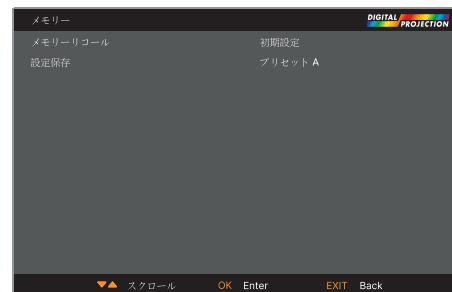 メモリー
DIGITAL PROJECTION
メモリーリコール 初期設定
設定保存 プリセット A
▼▲ スクロール OK Enter EXIT Back